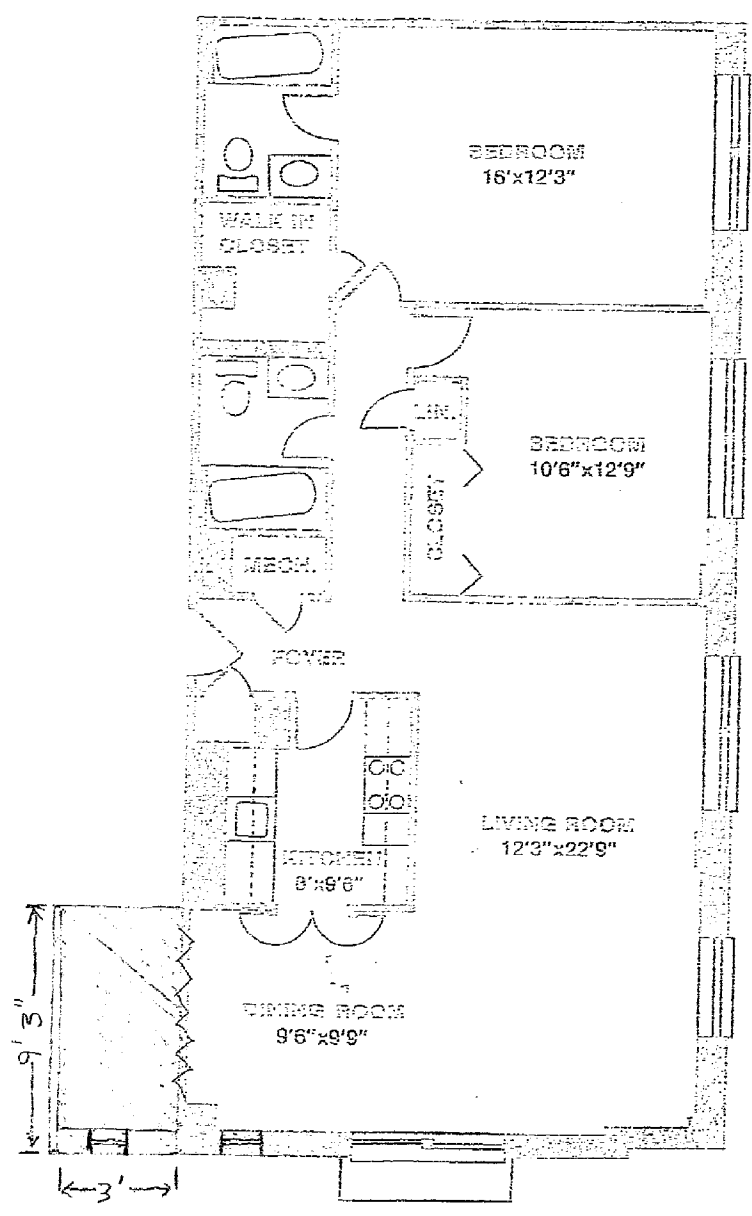 BEDROOM
16'x12'3"
WALK IN
CLOSET
LIN.
BEDROOM
10'6"x12'9"
CLOSET
MECH.
FOYER
LIVING ROOM
12'3"x22'9"
KITCHEN
8'x9'6"
DINING ROOM
9'6"x9'9"
9' 3"
3'